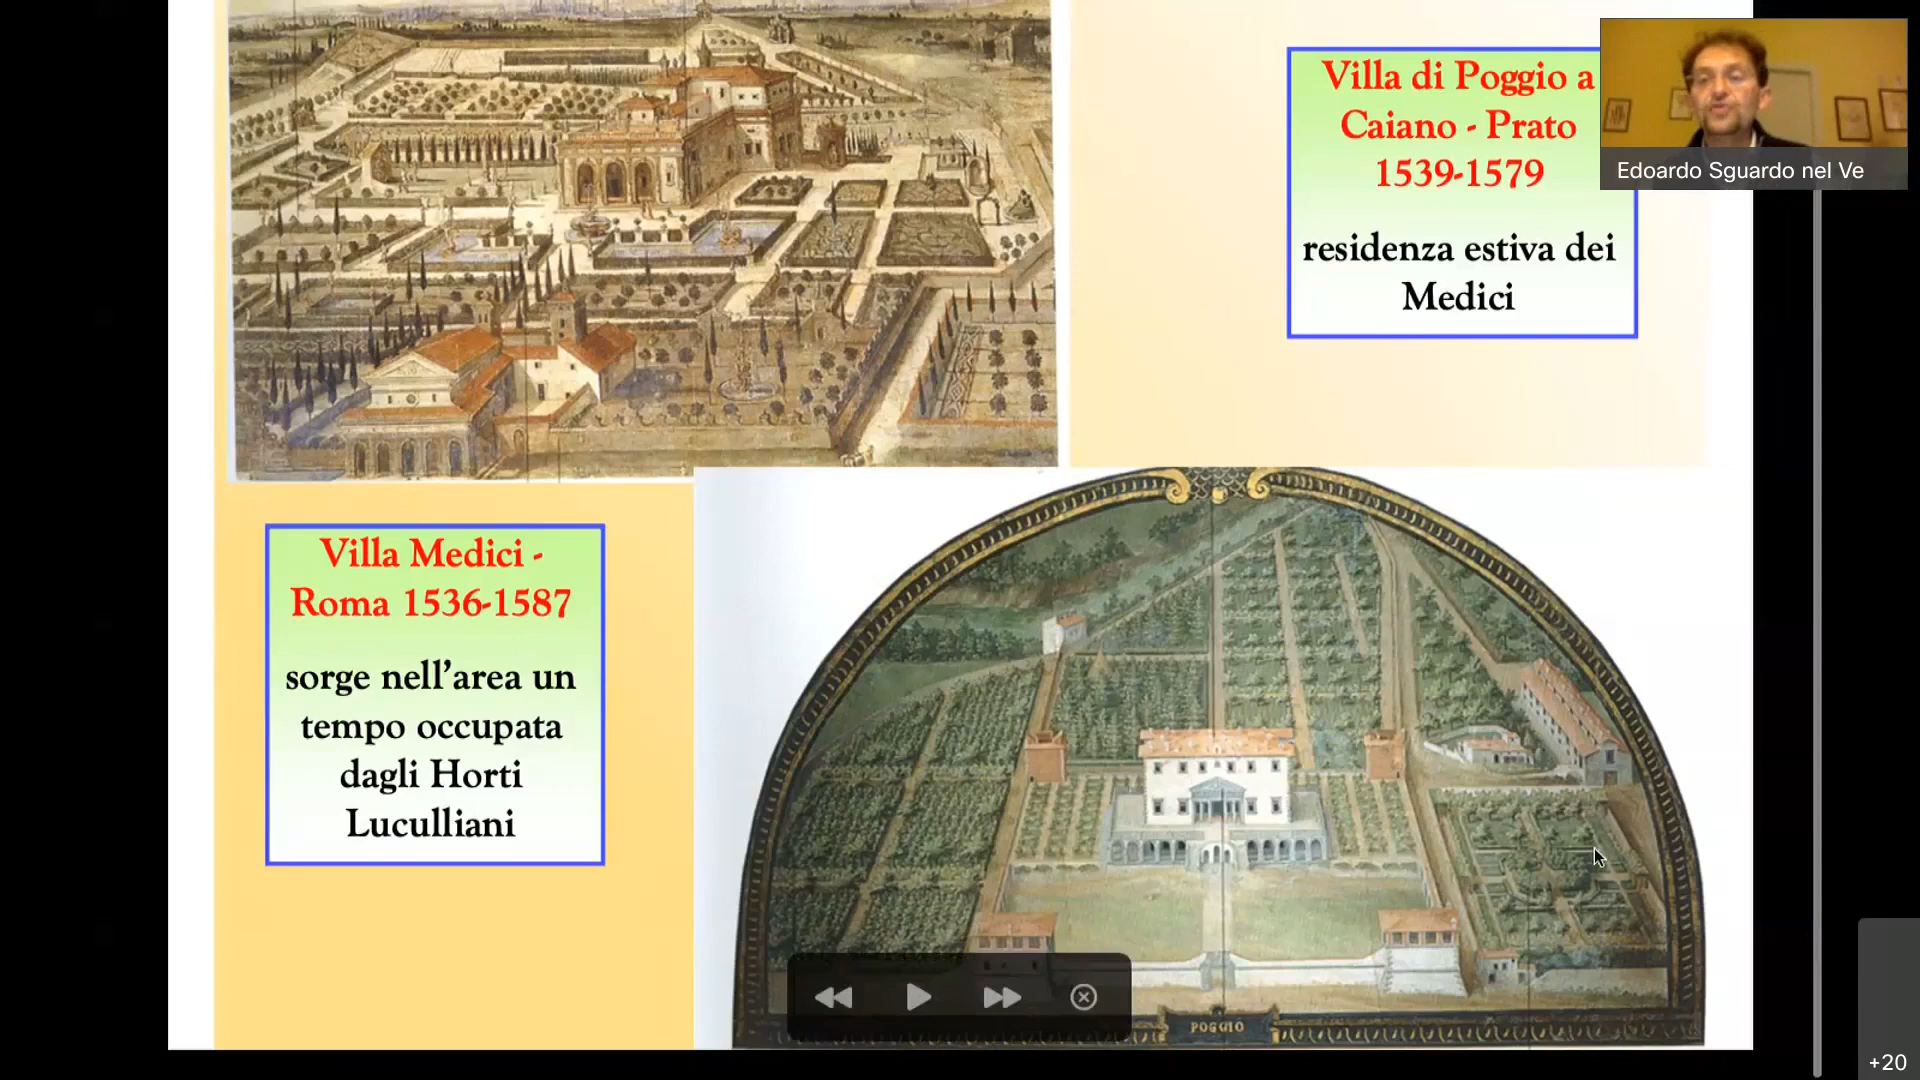 Villa di Poggio a
Caiano - Prato
1539-1579
residenza estiva dei
Medici
Edoardo Sguardo nel Ve
Villa Medici -
Roma 1536-1587
sorge nell'area un
tempo occupata
dagli Horti
Luculliani
POGGIO
+20